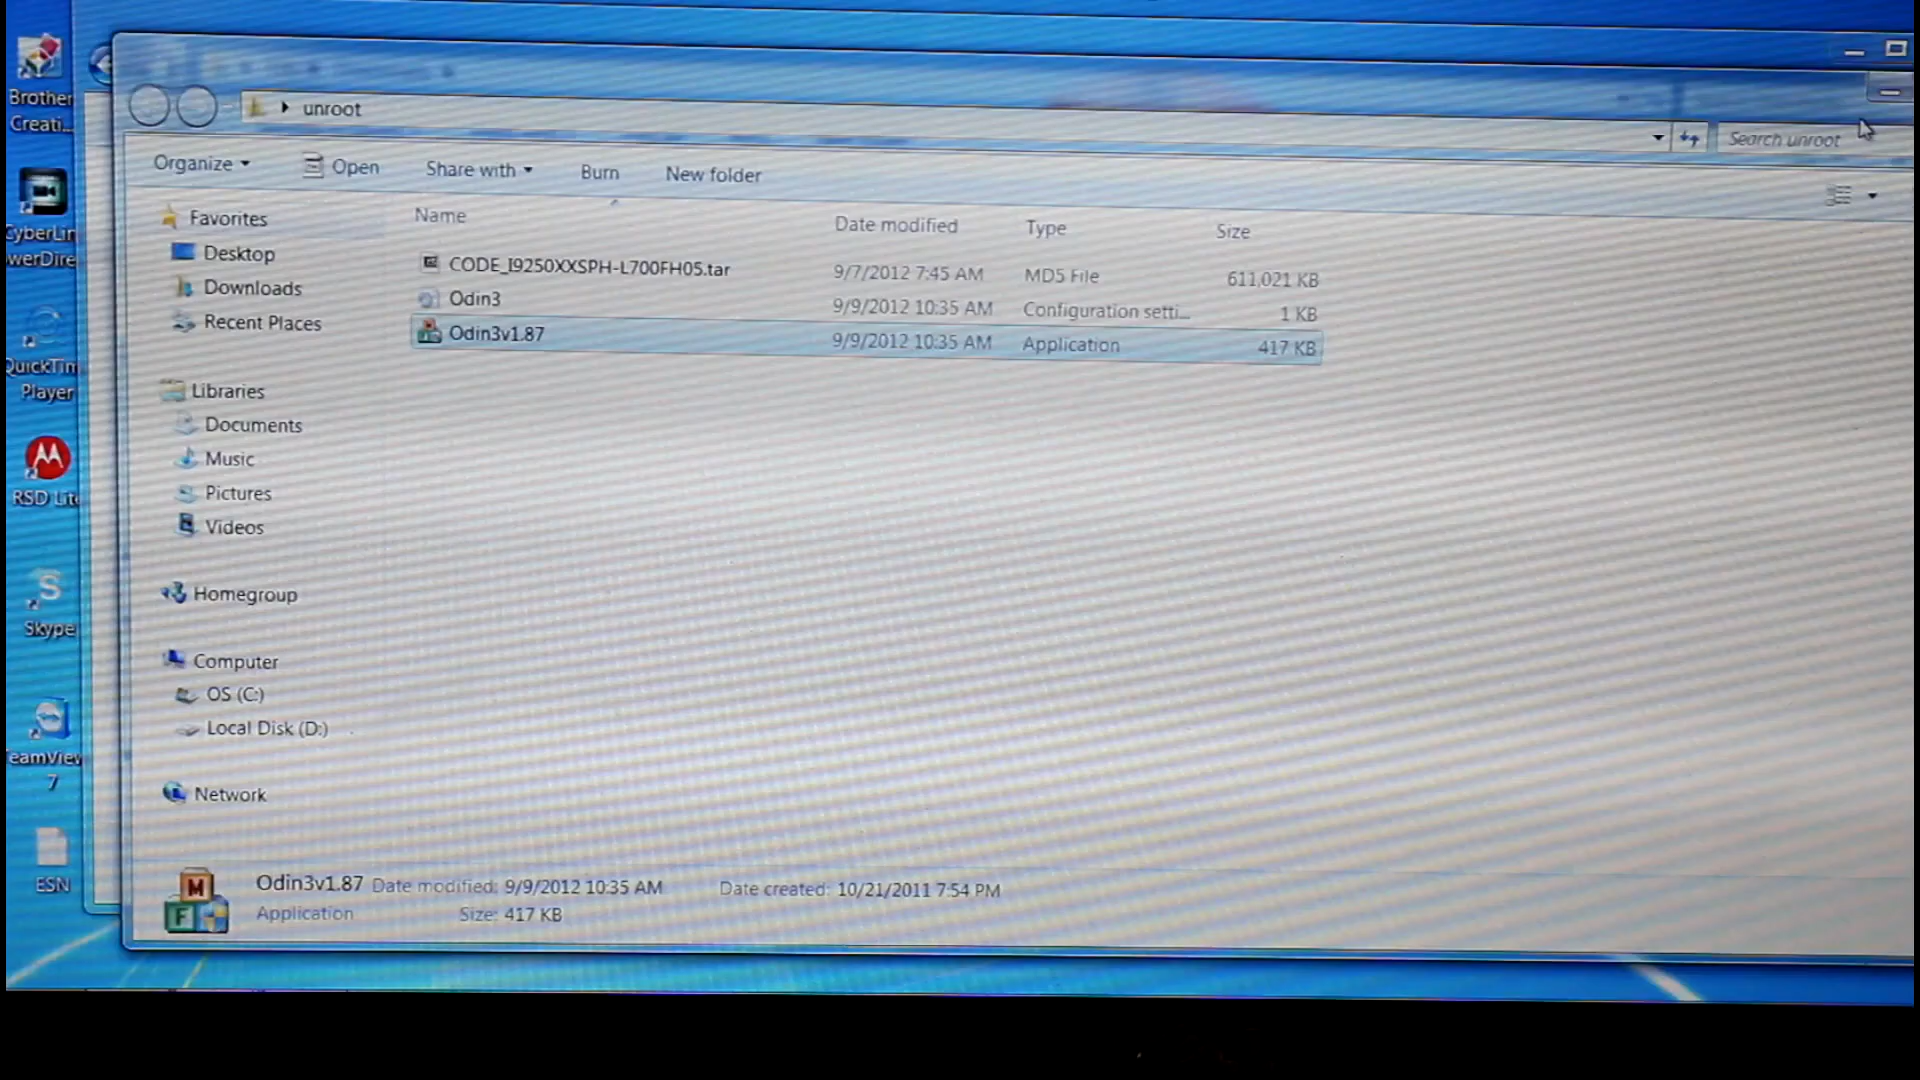 Brother
Creati...
CyberLin
werDire
QuickTim
Player
RSD Lite
Skype
TeamView
7
ESN
unroot
Search unroot
Organize Open Share with Burn New folder
Name Date modified Type Size
CODE_I9250XXSPH-L700FH05.tar 9/7/2012 7:45 AM MD5 File 611,021 KB
Odin3 9/9/2012 10:35 AM Configuration setti... 1 KB
Odin3v1.87 9/9/2012 10:35 AM Application 417 KB
Favorites
Desktop
Downloads
Recent Places
Libraries
Documents
Music
Pictures
Videos
Homegroup
Computer
OS (C:)
Local Disk (D:)
Network
M
F
Odin3v1.87 Date modified: 9/9/2012 10:35 AM Date created: 10/21/2011 7:54 PM
Application Size: 417 KB